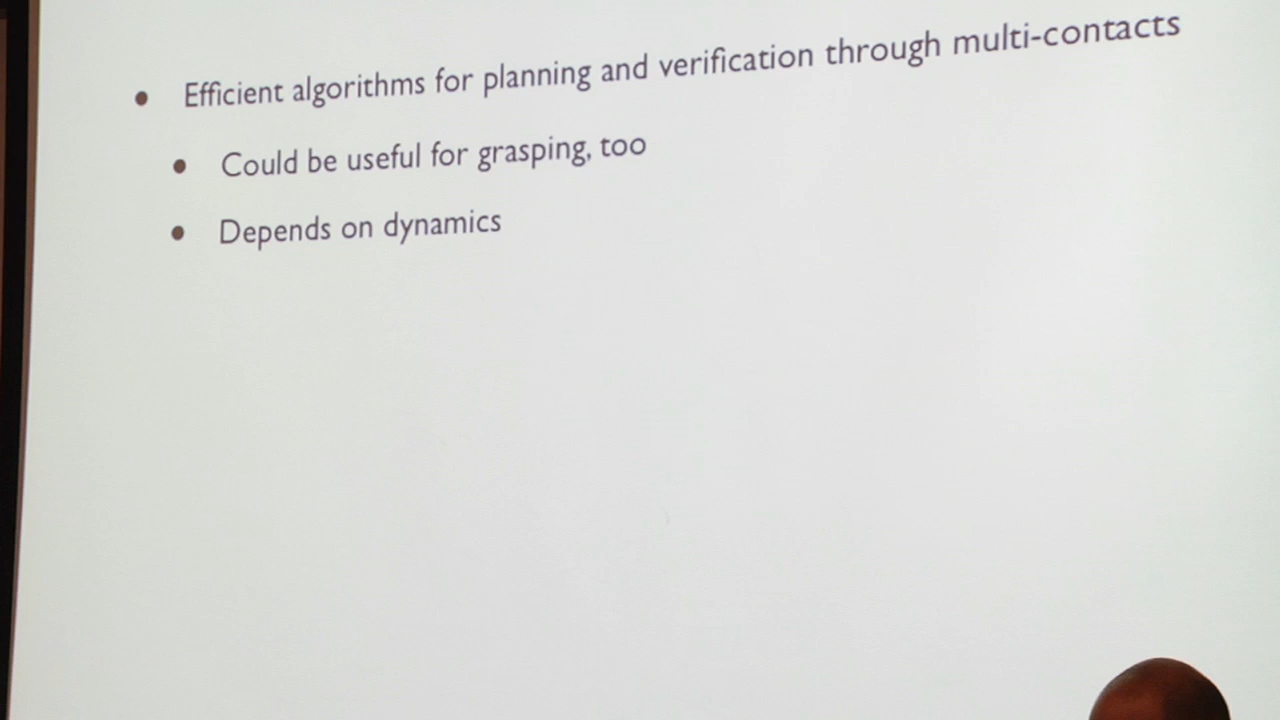 • Efficient algorithms for planning and verification through multi-contacts
• Could be useful for grasping, too
• Depends on dynamics